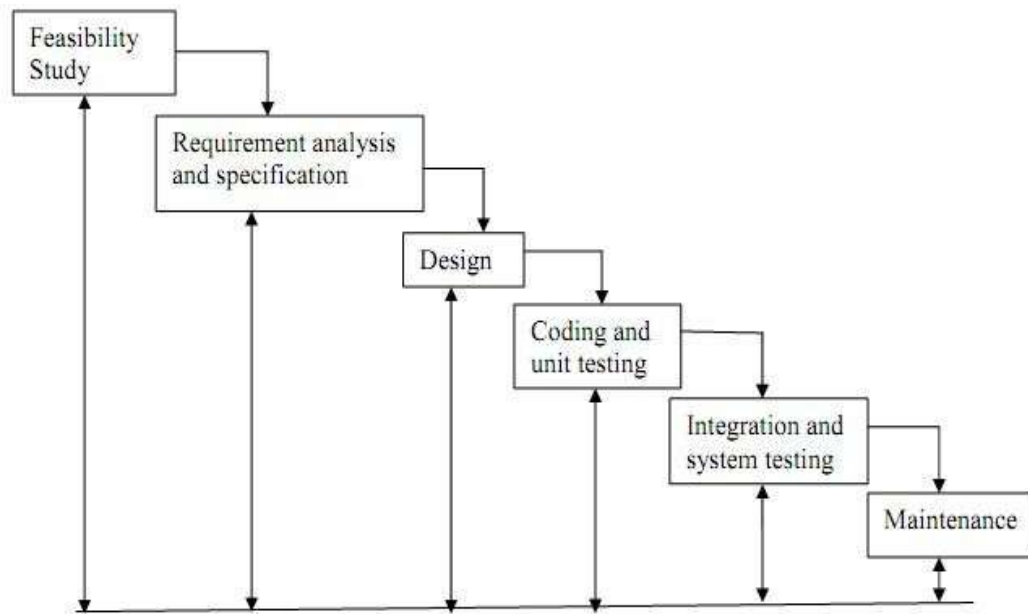 Feasibility
Study
Requirement analysis
and specification
Design
Coding and
unit testing
Integration and
system testing
Maintenance